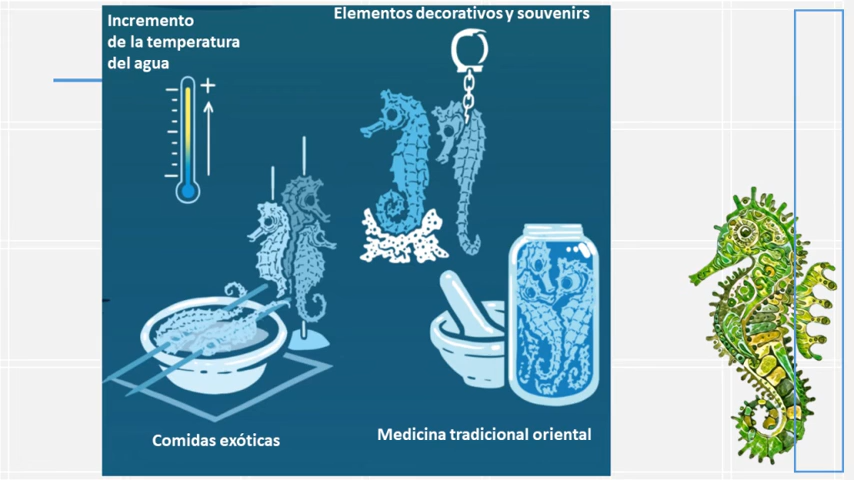 Incremento
de la temperatura
del agua
Elementos decorativos y souvenirs
+
Comidas exóticas
Medicina tradicional oriental